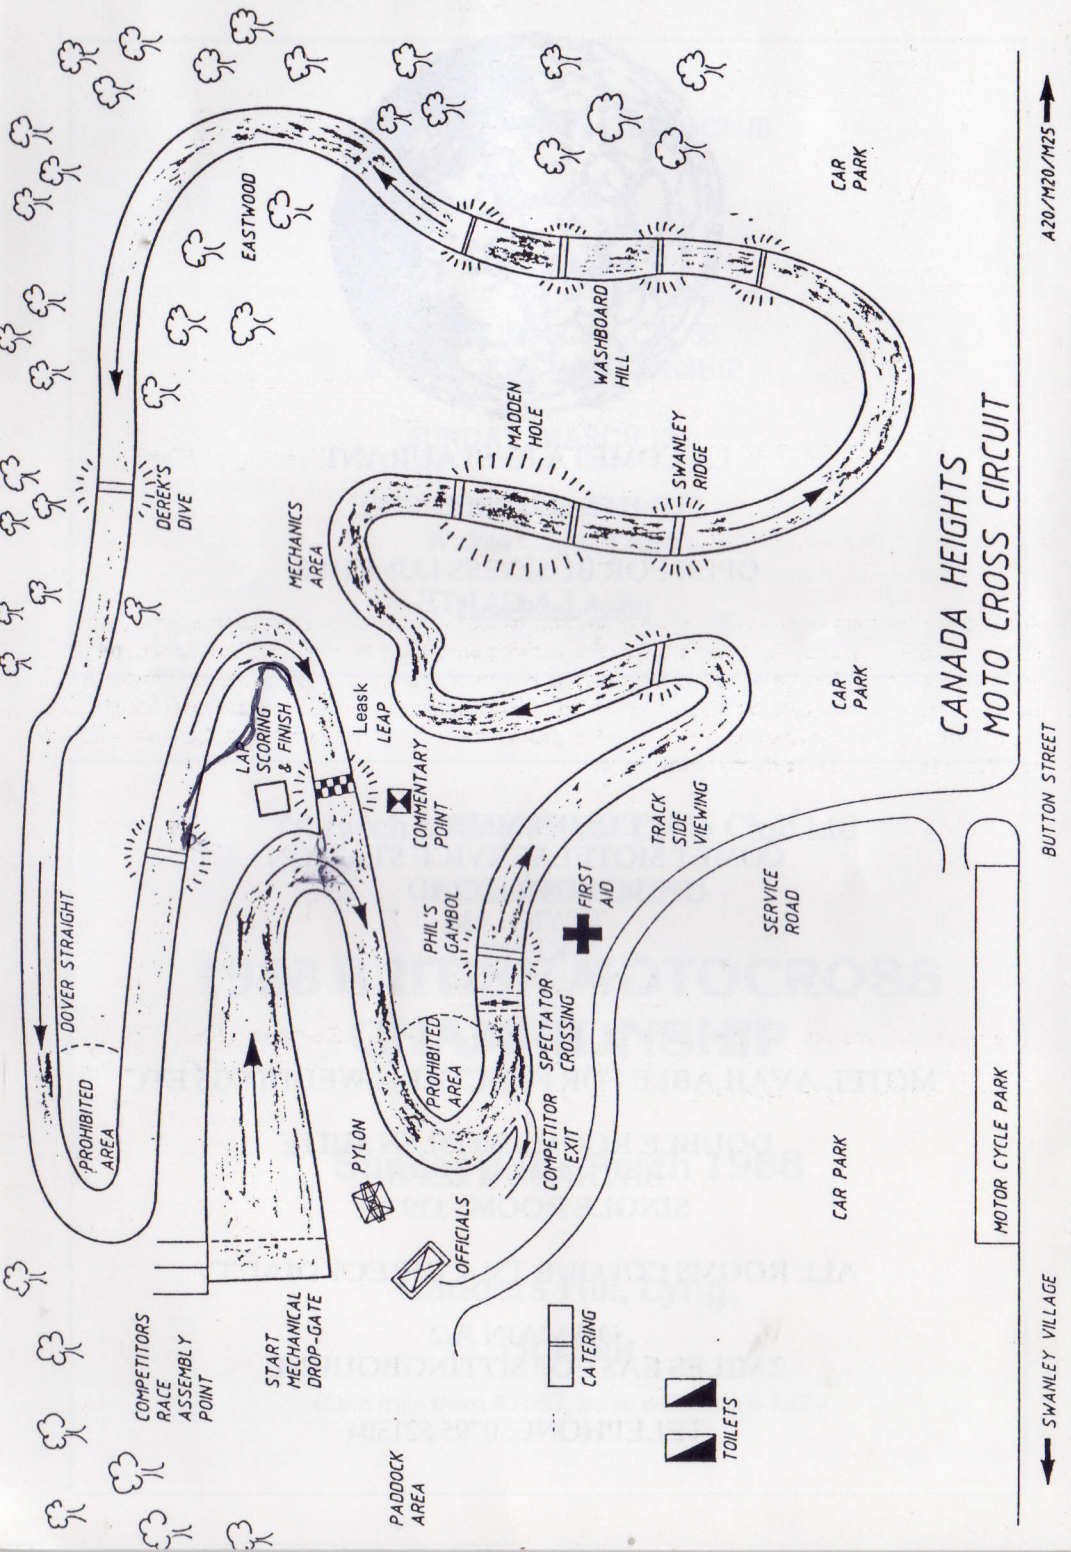 CANADA HEIGHTS
MOTO CROSS CIRCUIT
COMPETITORS
RACE
ASSEMBLY
POINT
START
MECHANICAL
DROP-GATE
PADDOCK
AREA
PROHIBITED
AREA
DOVER STRAIGHT
DEREK'S
DIVE
EASTWOOD
LAP
SCORING
& FINISH
MECHANICS
AREA
Leask
LEAP
COMMENTARY
POINT
PYLON
OFFICIALS
PROHIBITED
AREA
PHIL'S
GAMBOL
MADDEN
HOLE
WASHBOARD
HILL
SWANLEY
RIDGE
COMPETITOR
EXIT
SPECTATOR
CROSSING
FIRST
AID
TRACK
SIDE
VIEWING
CATERING
TOILETS
SERVICE
ROAD
CAR PARK
CAR
PARK
CAR
PARK
MOTOR CYCLE PARK
SWANLEY VILLAGE
BUTTON STREET
A20/M20/M25